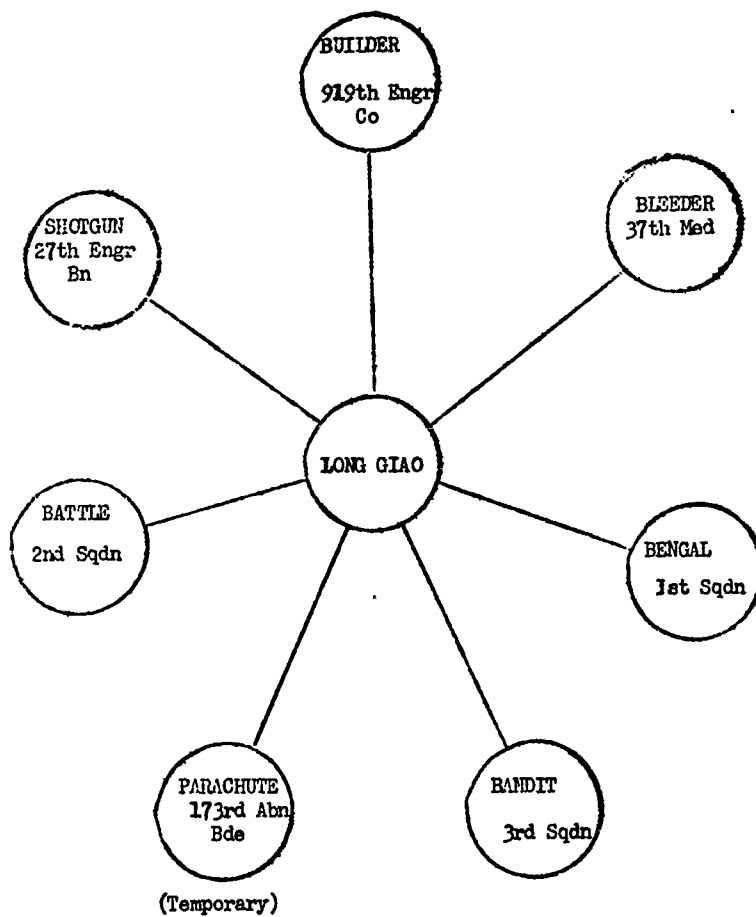 BUILDER
919th Engr
Co
BLEEDER
37th Med
SHOTGUN
27th Engr
Bn
LONG GIAO
BATTLE
2nd Sqdn
BENGAL
1st Sqdn
PARACHUTE
173rd Abn
Bde
(Temporary)
BANDIT
3rd Sqdn